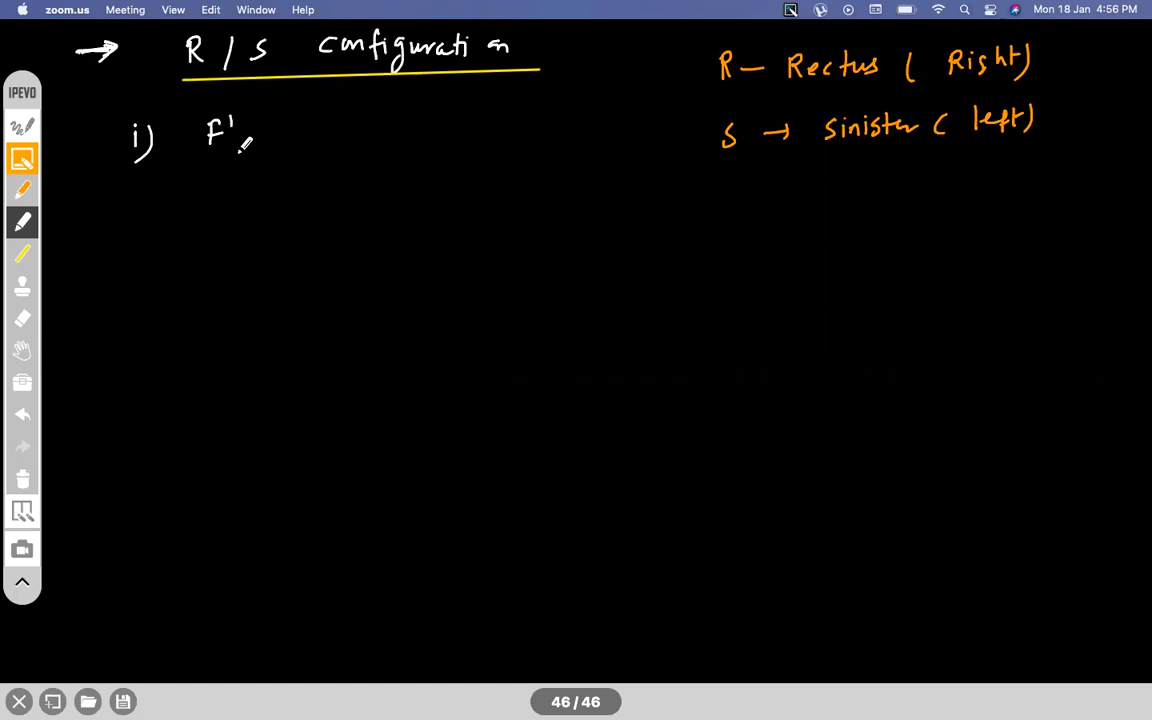 zoom.us Meeting View Edit Window Help Mon 18 Jan 4:56 PM
→ R / S configuration
R — Rectus ( Right)
S → sinister ( left)
IPEVO
i) F'
46 / 46